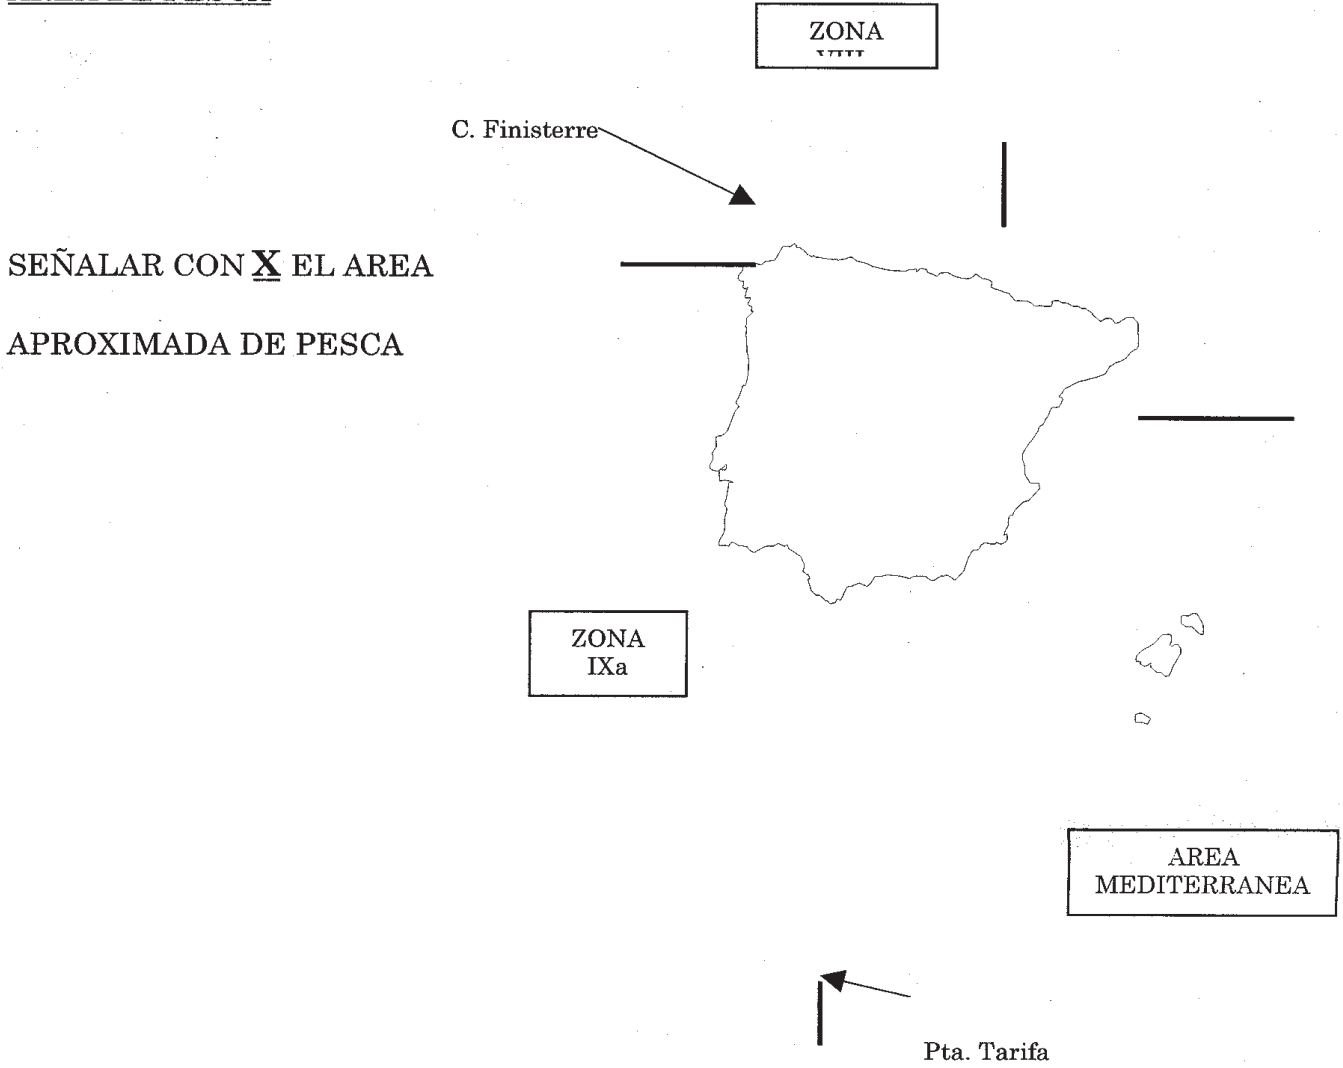 ZONA
C. Finisterre
SEÑALAR CON X EL AREA
APROXIMADA DE PESCA
ZONA
IXa
AREA
MEDITERRANEA
Pta. Tarifa